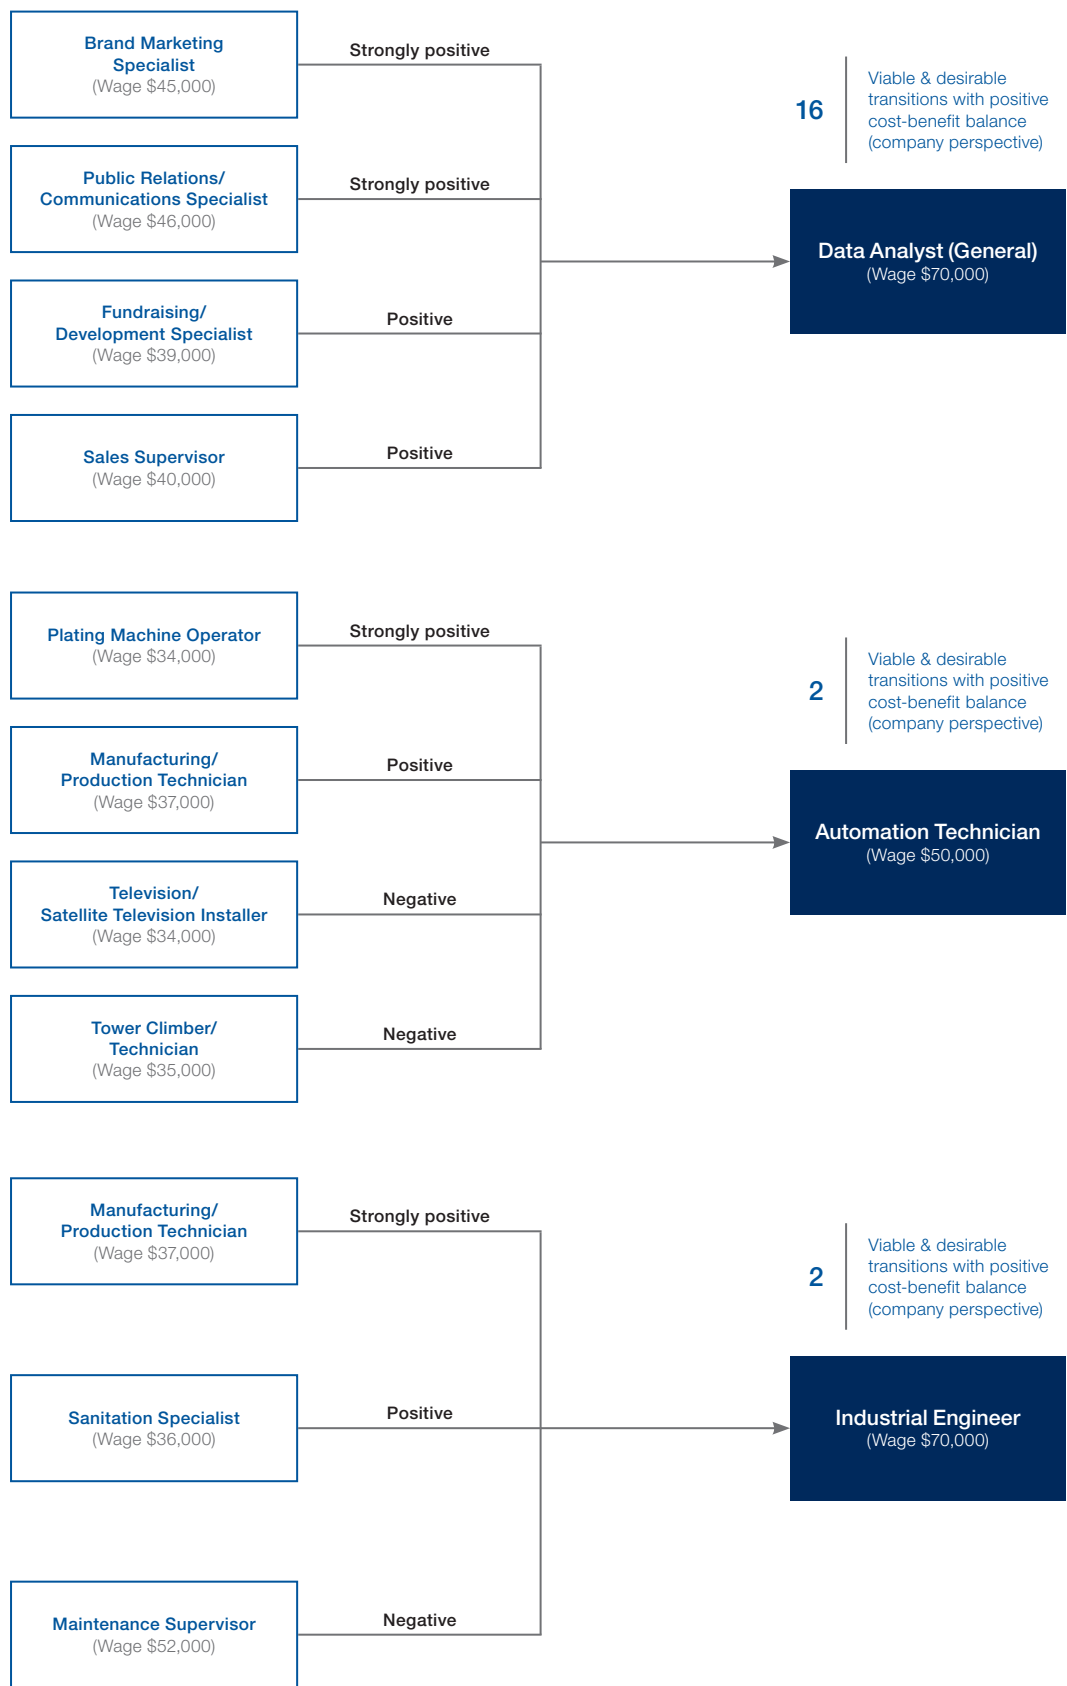 Brand Marketing
Specialist
(Wage $45,000)
Strongly positive
Public Relations/
Communications Specialist
(Wage $46,000)
Strongly positive
Fundraising/
Development Specialist
(Wage $39,000)
Positive
Sales Supervisor
(Wage $40,000)
Positive
16
Viable & desirable
transitions with positive
cost-benefit balance
(company perspective)
Data Analyst (General)
(Wage $70,000)
Plating Machine Operator
(Wage $34,000)
Strongly positive
Manufacturing/
Production Technician
(Wage $37,000)
Positive
Television/
Satellite Television Installer
(Wage $34,000)
Negative
Tower Climber/
Technician
(Wage $35,000)
Negative
2
Viable & desirable
transitions with positive
cost-benefit balance
(company perspective)
Automation Technician
(Wage $50,000)
Manufacturing/
Production Technician
(Wage $37,000)
Strongly positive
Sanitation Specialist
(Wage $36,000)
Positive
Maintenance Supervisor
(Wage $52,000)
Negative
2
Viable & desirable
transitions with positive
cost-benefit balance
(company perspective)
Industrial Engineer
(Wage $70,000)